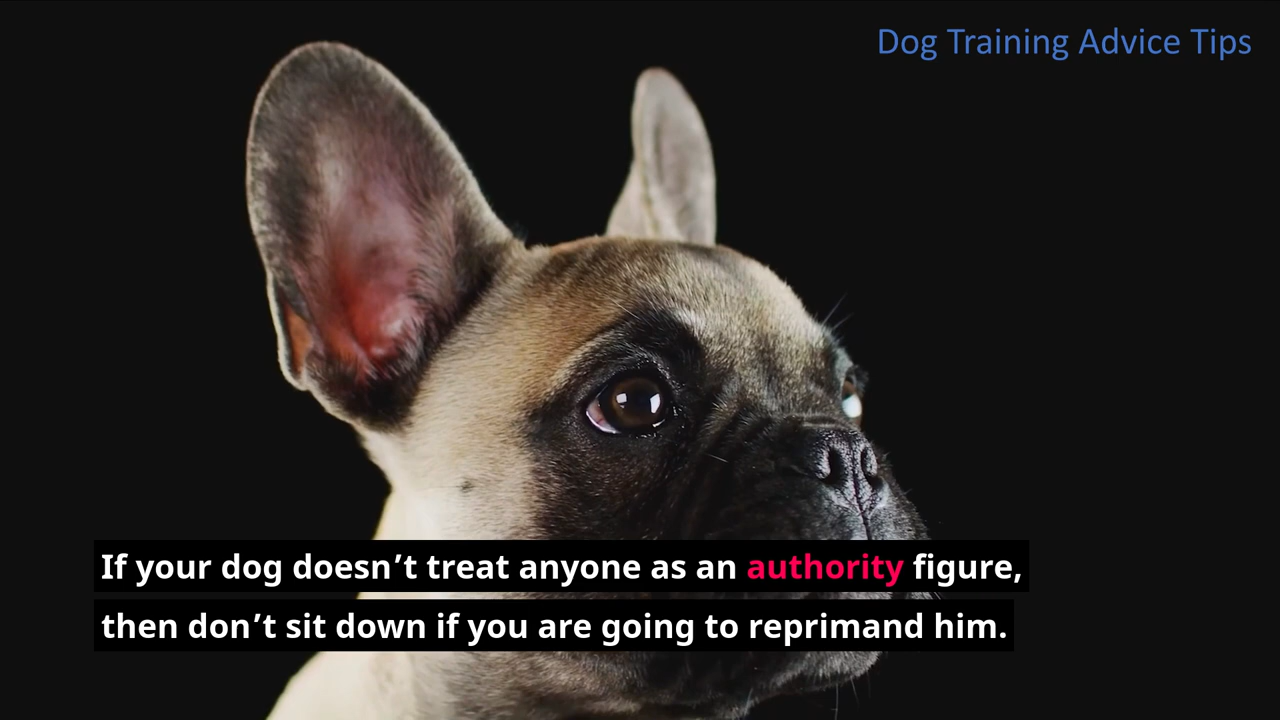 Dog Training Advice Tips
If your dog doesn’t treat anyone as an authority figure,
then don’t sit down if you are going to reprimand him.